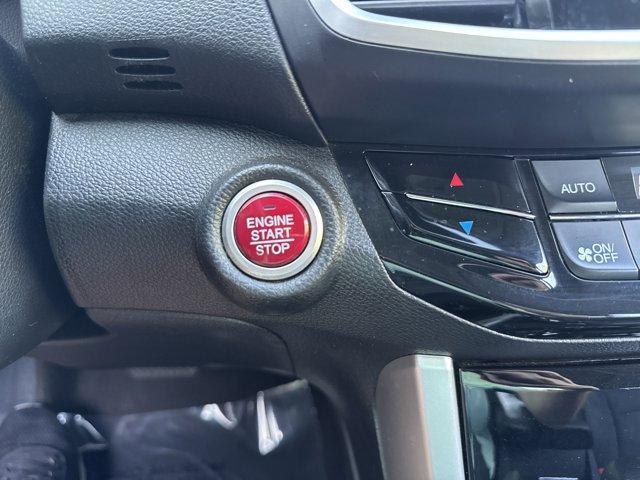 ENGINE
START
STOP
AUTO
ON/
OFF